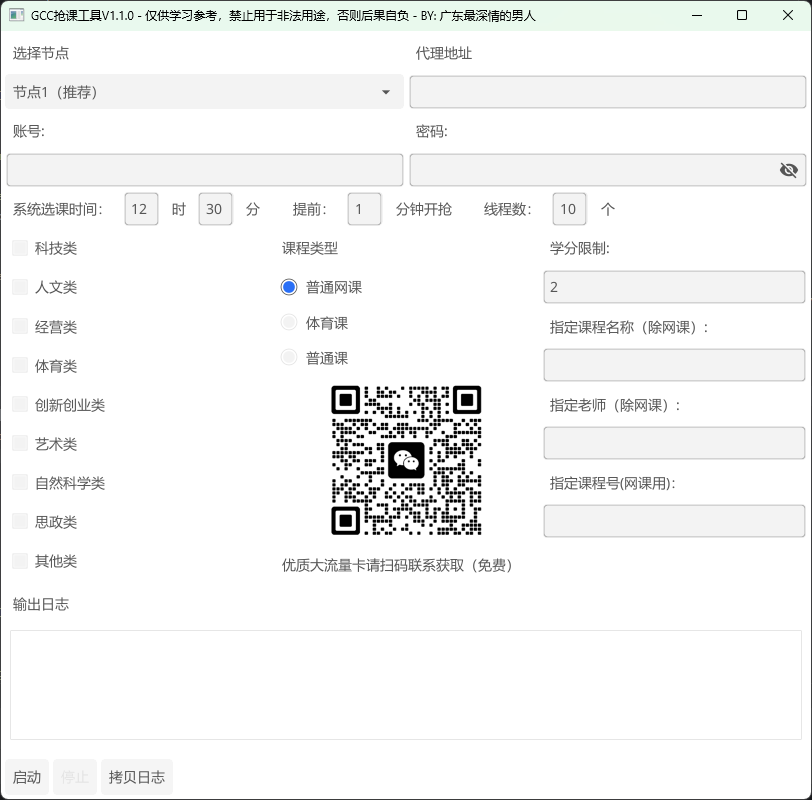 GCC抢课工具V1.1.0 - 仅供学习参考，禁止用于非法用途，否则后果自负 - BY: 广东最深情的男人
选择节点
代理地址
节点1（推荐）
账号:
密码:
系统选课时间： 12 时 30 分 提前： 1 分钟开抢 线程数： 10 个
科技类
课程类型
学分限制:
人文类
普通网课
2
经营类
体育课
指定课程名称（除网课）:
体育类
普通课
创新创业类
指定老师（除网课）:
艺术类
自然科学类
指定课程号(网课用):
思政类
其他类
优质大流量卡请扫码联系获取（免费）
输出日志
启动 停止 拷贝日志